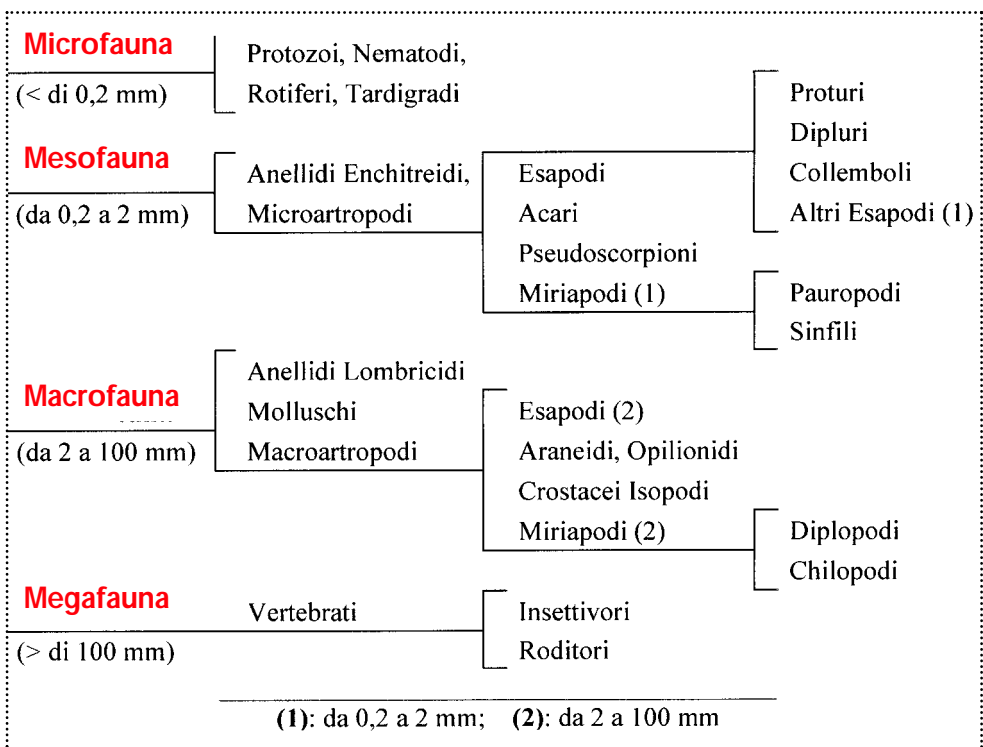 Microfauna
(< di 0,2 mm)
Protozoi, Nematodi,
Rotiferi, Tardigradi
Mesofauna
(da 0,2 a 2 mm)
Anellidi Enchitreidi,
Microartropodi
Esapodi
Acari
Pseudoscorpioni
Miriapodi (1)
Proturi
Dipluri
Collemboli
Altri Esapodi (1)
Pauropodi
Sinfili
Macrofauna
(da 2 a 100 mm)
Anellidi Lombricidi
Molluschi
Macroartropodi
Esapodi (2)
Araneidi, Opilionidi
Crostacei Isopodi
Miriapodi (2)
Diplopodi
Chilopodi
Megafauna
(> di 100 mm)
Vertebrati
Insettivori
Roditori
(1): da 0,2 a 2 mm; (2): da 2 a 100 mm